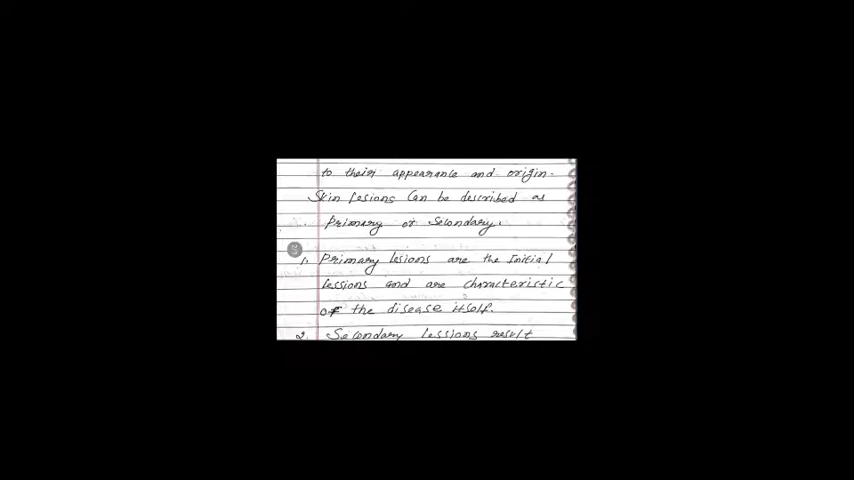 to their appearance and origin.
Skin Lesions Can be described as
Primary or Secondary.
1. Primary lesions are the Initial
lessions and are characteristic
of the disease itself.
2. Secondary lessions result